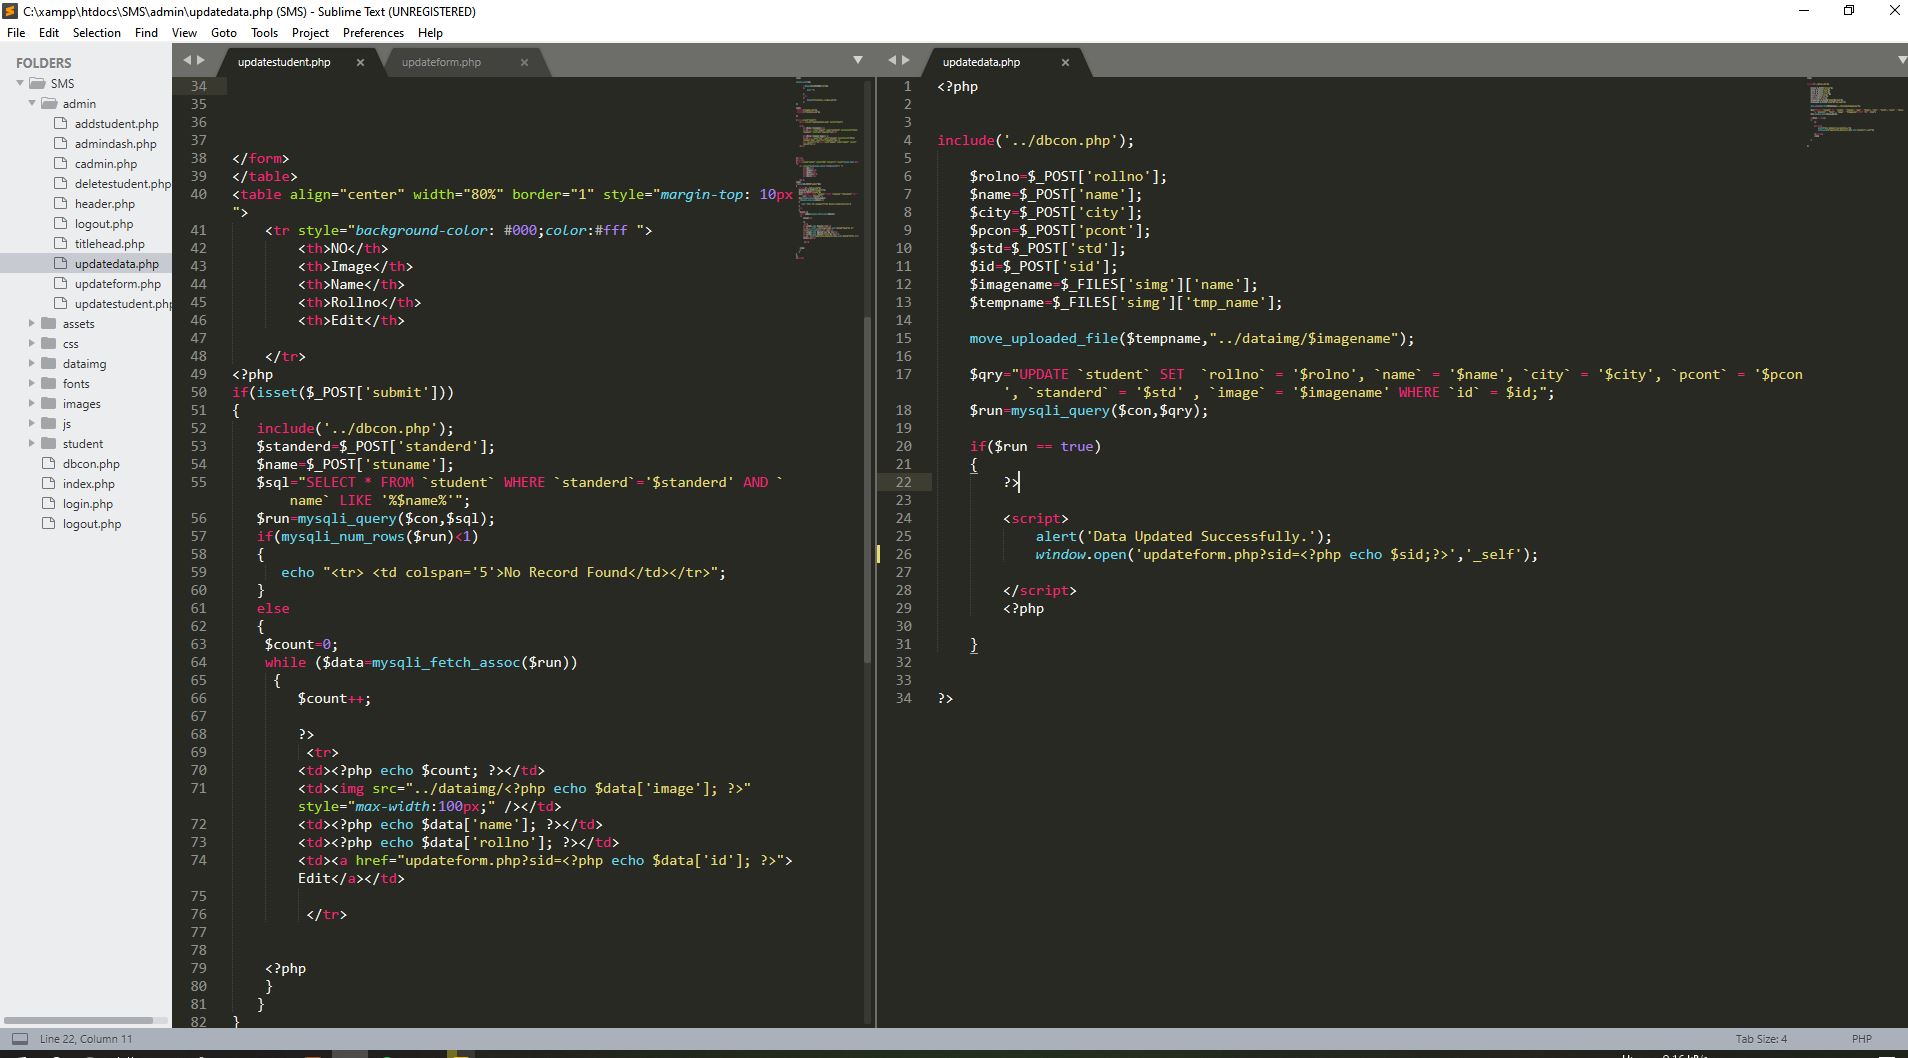 C:\xampp\htdocs\SMS\admin\updatedata.php (SMS) - Sublime Text (UNREGISTERED)
File Edit Selection Find View Goto Tools Project Preferences Help
FOLDERS
SMS
admin
addstudent.php
admindash.php
cadmin.php
deletestudent.php
header.php
logout.php
titlehead.php
updatedata.php
updateform.php
updatestudent.php
assets
css
dataimg
fonts
images
js
student
dbcon.php
index.php
login.php
logout.php
updatestudent.php × updateform.php ×
34
35
36
37
38 </form>
39 </table>
40 <table align="center" width="80%" border="1" style="margin-top: 10px
">
41 <tr style="background-color: #000;color:#fff ">
42 <th>NO</th>
43 <th>Image</th>
44 <th>Name</th>
45 <th>Rollno</th>
46 <th>Edit</th>
47
48 </tr>
49 <?php
50 if(isset($_POST['submit']))
51 {
52 include('../dbcon.php');
53 $standerd=$_POST['standerd'];
54 $name=$_POST['stuname'];
55 $sql="SELECT * FROM `student` WHERE `standerd`='$standerd' AND `
name` LIKE '%$name%'";
56 $run=mysqli_query($con,$sql);
57 if(mysqli_num_rows($run)<1)
58 {
59 echo "<tr> <td colspan='5'>No Record Found</td></tr>";
60 }
61 else
62 {
63 $count=0;
64 while ($data=mysqli_fetch_assoc($run))
65 {
66 $count++;
67
68 ?>
69 <tr>
70 <td><?php echo $count; ?></td>
71 <td><img src="../dataimg/<?php echo $data['image']; ?>"
style="max-width:100px;" /></td>
72 <td><?php echo $data['name']; ?></td>
73 <td><?php echo $data['rollno']; ?></td>
74 <td><a href="updateform.php?sid=<?php echo $data['id']; ?>">
Edit</a></td>
75
76 </tr>
77
78
79 <?php
80 }
81 }
82 }
updatedata.php ×
1 <?php
2
3
4 include('../dbcon.php');
5
6 $rolno=$_POST['rollno'];
7 $name=$_POST['name'];
8 $city=$_POST['city'];
9 $pcon=$_POST['pcont'];
10 $std=$_POST['std'];
11 $id=$_POST['sid'];
12 $imagename=$_FILES['simg']['name'];
13 $tempname=$_FILES['simg']['tmp_name'];
14
15 move_uploaded_file($tempname,"../dataimg/$imagename");
16
17 $qry="UPDATE `student` SET  `rollno` = '$rolno', `name` = '$name', `city` = '$city', `pcont` = '$pcon
', `standerd` = '$std' , `image` = '$imagename' WHERE `id` = $id;";
18 $run=mysqli_query($con,$qry);
19
20 if($run == true)
21 {
22 ?>
23
24 <script>
25 alert('Data Updated Successfully.');
26 window.open('updateform.php?sid=<?php echo $sid;?>','_self');
27
28 </script>
29 <?php
30
31 }
32
33
34 ?>
Line 22, Column 11
Tab Size: 4
PHP